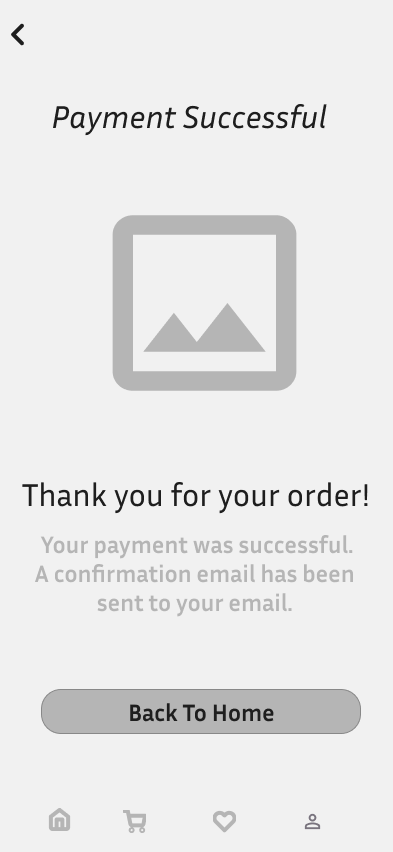 Payment Successful
Thank you for your order!
Your payment was successful.
A confirmation email has been
sent to your email.
Back To Home